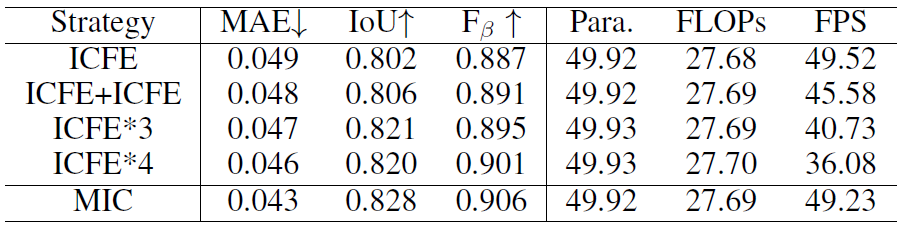 Strategy MAE↓ IoU↑ Fβ ↑ Para. FLOPs FPS
ICFE 0.049 0.802 0.887 49.92 27.68 49.52
ICFE+ICFE 0.048 0.806 0.891 49.92 27.69 45.58
ICFE*3 0.047 0.821 0.895 49.93 27.69 40.73
ICFE*4 0.046 0.820 0.901 49.93 27.70 36.08
MIC 0.043 0.828 0.906 49.92 27.69 49.23